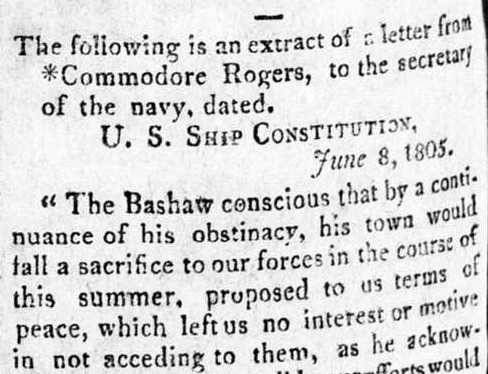 The following is an extract of a letter from
*Commodore Rogers, to the secretary
of the navy, dated.
U. S. SHIP CONSTITUTION,
June 8, 1805.
“ The Bashaw conscious that by a conti-
nuance of his obstinacy, his town would
fall a sacrifice to our forces in the course of
this summer, proposed to us terms of
peace, which left us no interest or motive
in not acceding to them, as he acknow-
efforts would